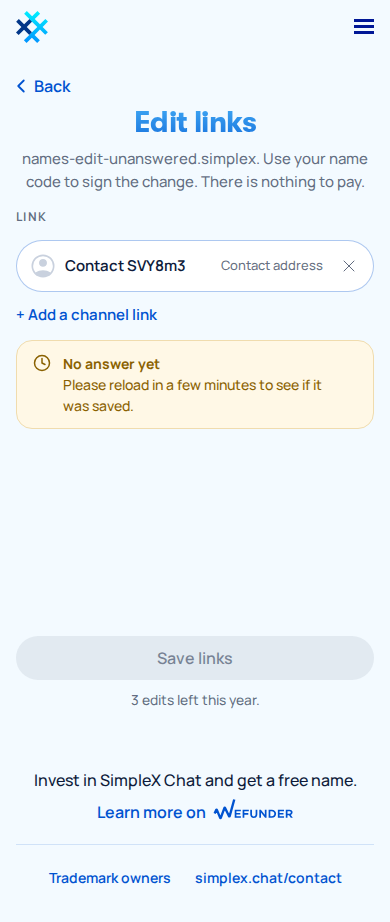 Back
Edit links
names-edit-unanswered.simplex. Use your name
code to sign the change. There is nothing to pay.
LINK
Contact SVY8m3 Contact address
+ Add a channel link
No answer yet
Please reload in a few minutes to see if it
was saved.
Save links
3 edits left this year.
Invest in SimpleX Chat and get a free name.
Learn more on WEFUNDER
Trademark owners simplex.chat/contact